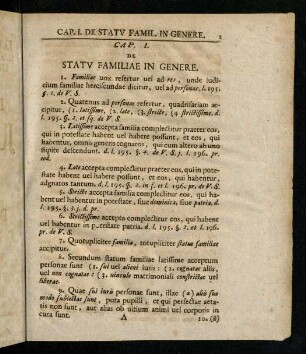 CAP. I. DE STATV FAMIL. IN GENERE.
CAP. I.
DE
STATV FAMILIAE IN GENERE.
1. Familiae vox refertur uel ad res, unde iudi-
cium familiae herciscundae dicitur, uel ad personas. l. 195.
§. 1. de V. S.
2. Quatenus ad personas refertur, quadrifariam ac-
cipitur, (1. latissime, (2. late, (3. stricte, (4 strictissime. d.
l. 195. §. 2. et sq. de V. S.
3. Latissime accepta familia complectitur praeter eos,
qui in potestate habent uel habere possunt, et eos, qui
habentur, omnis generis cognatos, qui cum altero ab uno
stipite descendunt. d. l. 195. §. 4. de V. S. l. 196. pr.
eod.
4. Late accepta complectitur praeter eos, qui in pote-
state habent uel habere possunt, et eos, qui habentur,
adgnatos tantum. d. l. 195. §. 2. in f. et l. 196. pr. de V. S.
5. Stricte accepta familia complectitur eos, qui ha-
bent uel habentur in potestate, siue dominica, siue patria. d.
l. 195. §. 3. d. pr.
6. Strictissime accepta complectitur eos, qui habent
uel habentur in potestate patria. d. l. 195. §. 2. et l. 196.
pr. de V. S.
7. Quotupliciter familia, totupliciter status familiae
accipitur.
8. Secundum statum familiae latissime acceptum
personae sunt (1. sui uel alieni iuris: (2. cognatae aliis,
uel non cognatae: (3. vinculo matrimoniali constrictae vel
liberae.
9. Quae sui iuris personae sunt, illae (a) alii suo
modo subiectae sunt, puta pupilli, et qui perfectae aeta-
tis non sunt, aut alias ob uitium animi uel corporis in
cura sunt.
A
10. (β)